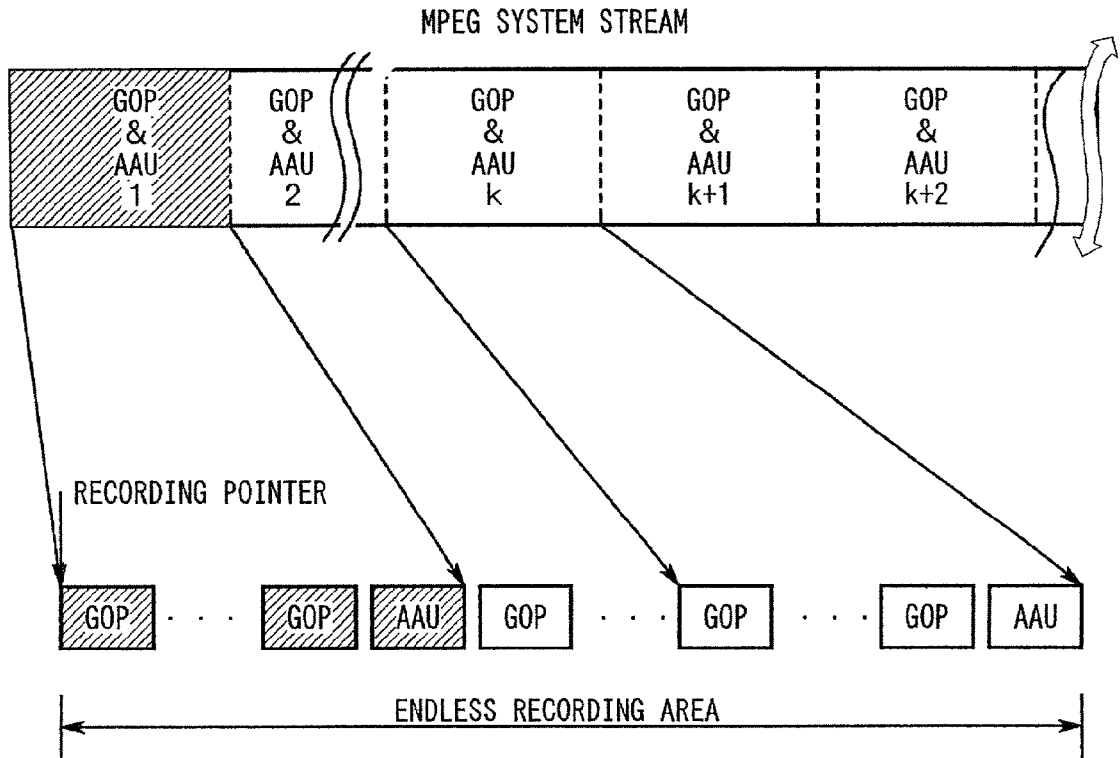 MPEG SYSTEM STREAM
GOP & AAU 1
GOP & AAU 2
GOP & AAU k
GOP & AAU k+1
GOP & AAU k+2
RECORDING POINTER
GOP · · · GOP AAU GOP · · · GOP · · · GOP AAU
ENDLESS RECORDING AREA